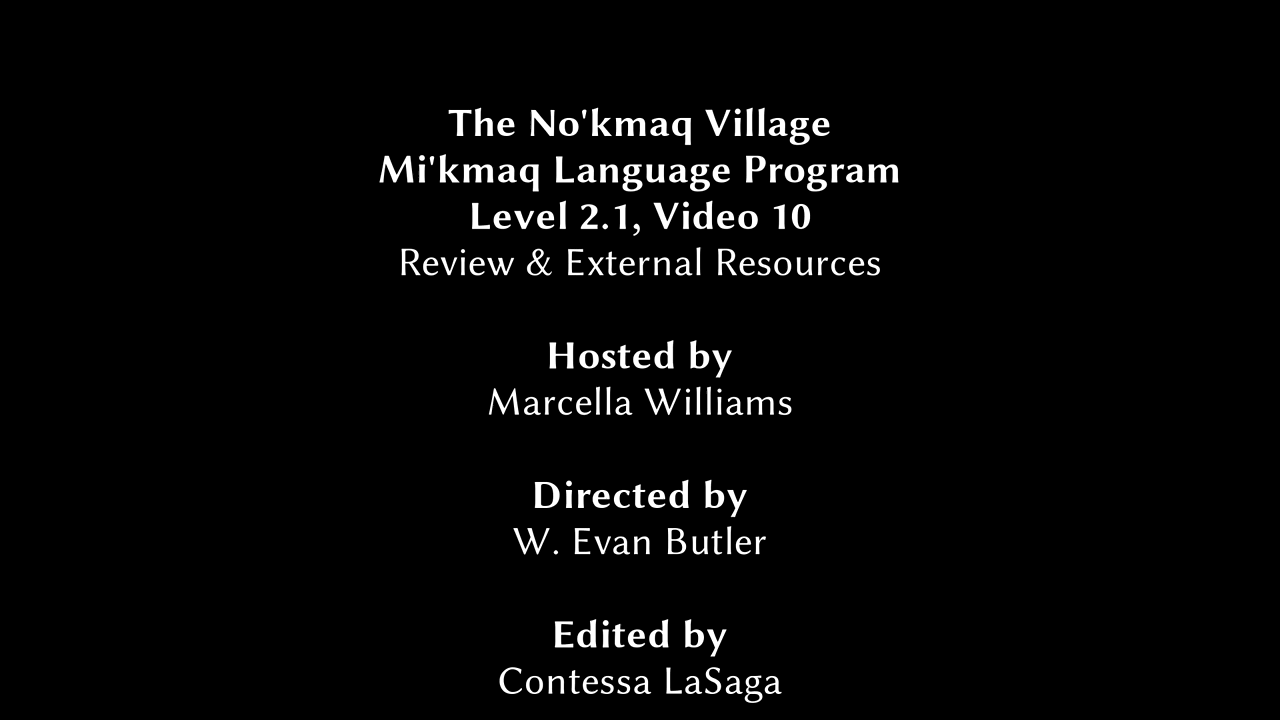 The No'kmaq Village
Mi'kmaq Language Program
Level 2.1, Video 10
Review & External Resources
Hosted by
Marcella Williams
Directed by
W. Evan Butler
Edited by
Contessa LaSaga